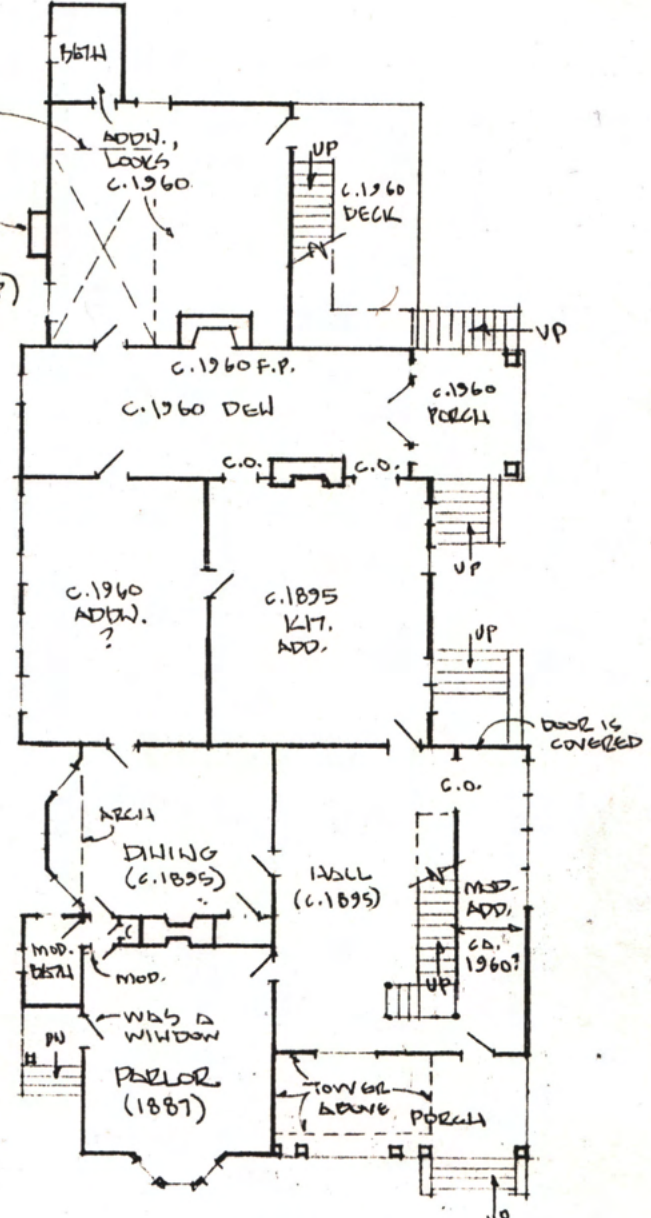 BATH
ADDN.,
LOOKS
C.1960
UP
C.1960
DECK
UP
C.1960 F.P.
C.1960 DEN
C.1960
PORCH
C.O.
C.O.
UP
C.1960
ADDN.
?
C.1895
KIT.
ADD.
UP
DOOR IS
COVERED
C.O.
ARCH
DINING
(C.1895)
HALL
(C.1895)
MOD.
ADD.
CA.
1960?
UP
C
MOD.
BATH
MOD.
WAS A
WINDOW
DN
PARLOR
(1887)
TOWER
ABOVE
PORCH
UP